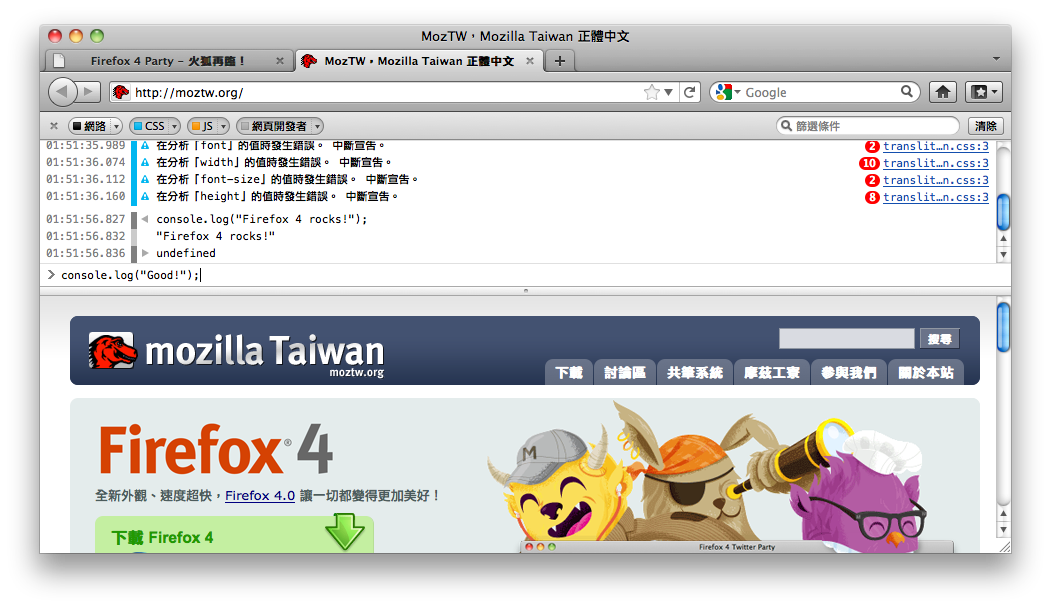 MozTW，Mozilla Taiwan 正體中文
Firefox 4 Party - 火狐再臨！
MozTW，Mozilla Taiwan 正體中文
http://moztw.org/
Google
網路 CSS JS 網頁開發者 篩選條件 清除
01:51:35.989 在分析「font」的值時發生錯誤。 中斷宣告。 2 translit…n.css:3
01:51:36.074 在分析「width」的值時發生錯誤。 中斷宣告。 10 translit…n.css:3
01:51:36.112 在分析「font-size」的值時發生錯誤。 中斷宣告。 2 translit…n.css:3
01:51:36.160 在分析「height」的值時發生錯誤。 中斷宣告。 8 translit…n.css:3
01:51:56.827 console.log("Firefox 4 rocks!");
01:51:56.832 "Firefox 4 rocks!"
01:51:56.836 undefined
> console.log("Good!");
mozilla Taiwan
moztw.org
搜尋
下載 討論區 共筆系統 摩茲工寮 參與我們 關於本站
Firefox® 4
全新外觀、速度超快，Firefox 4.0 讓一切都變得更加美好！
下載 Firefox 4
M
Firefox 4 Twitter Party